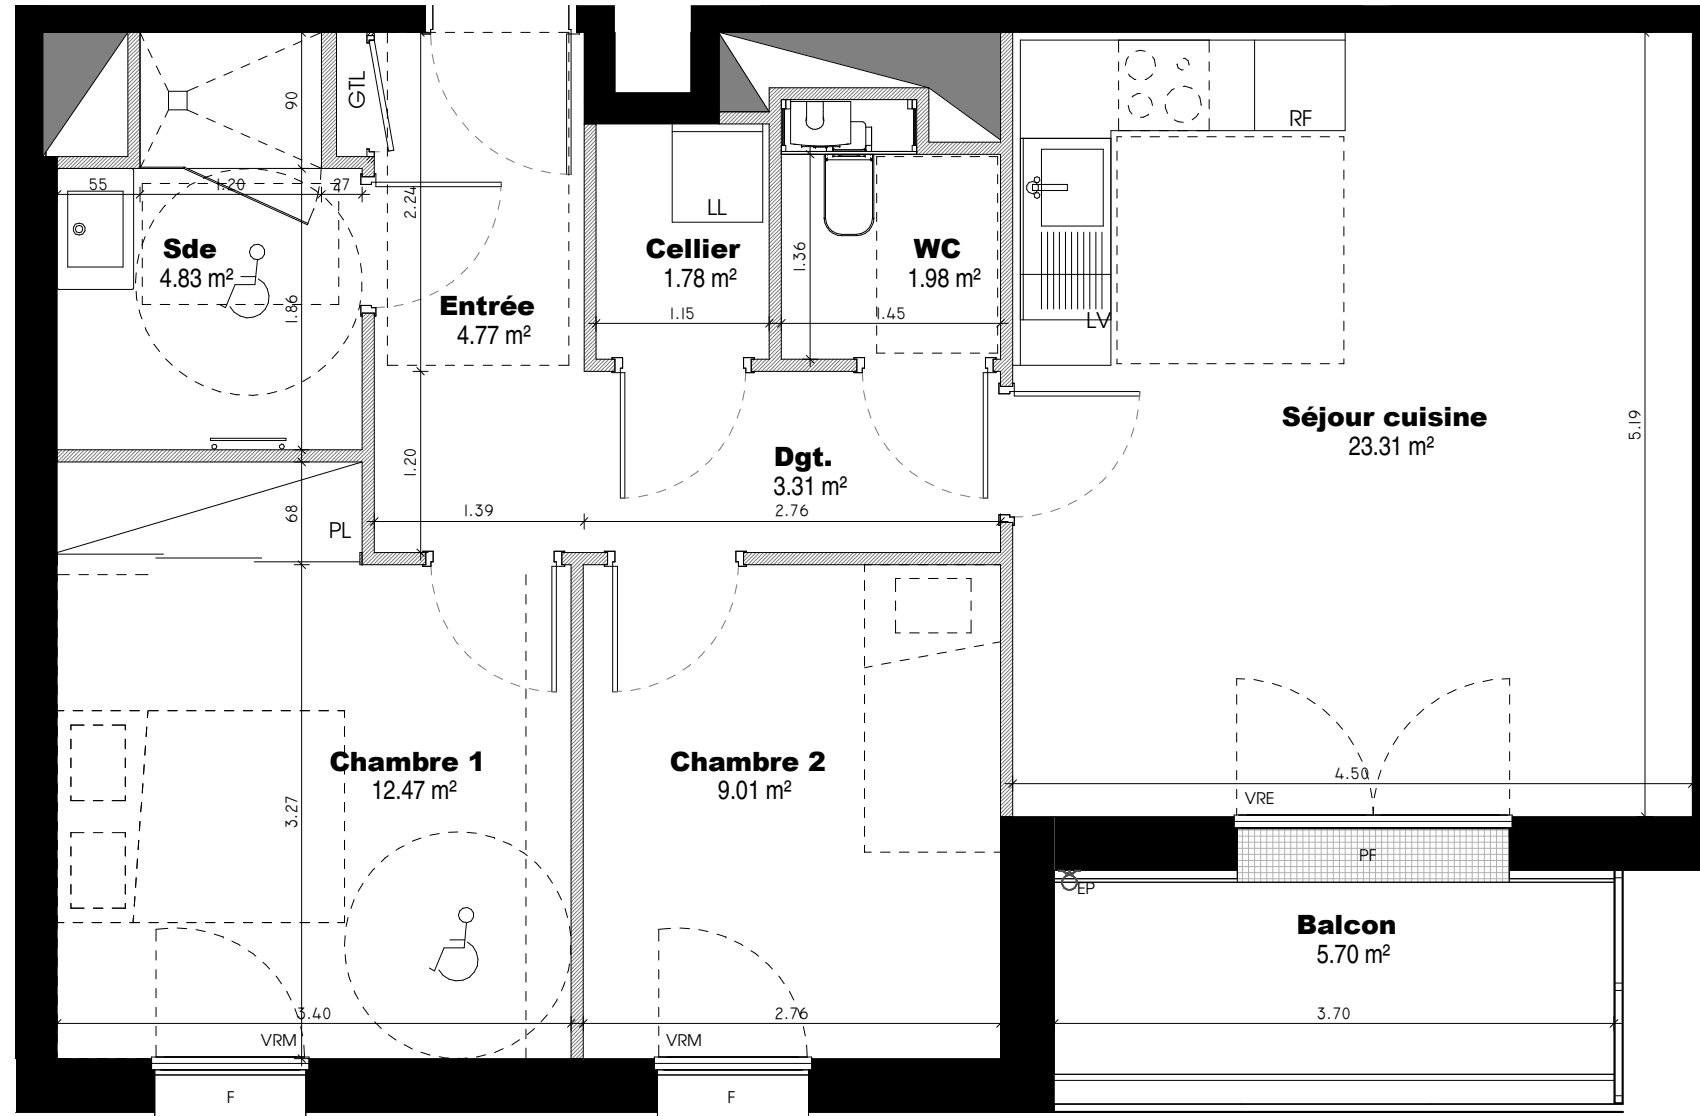 GTL
90
RF
55
1.20
27
2.24
LL
Sde
4.83 m²
Cellier
1.78 m²
1.36
WC
1.98 m²
1.86
Entrée
4.77 m²
1.15
1.45
LV
Séjour cuisine
23.31 m²
5.19
1.20
Dgt.
3.31 m²
68
PL
1.39
2.76
Chambre 1
12.47 m²
Chambre 2
9.01 m²
3.27
4.50
VRE
PF
EP
Balcon
5.70 m²
3.40
2.76
3.70
VRM
VRM
F
F